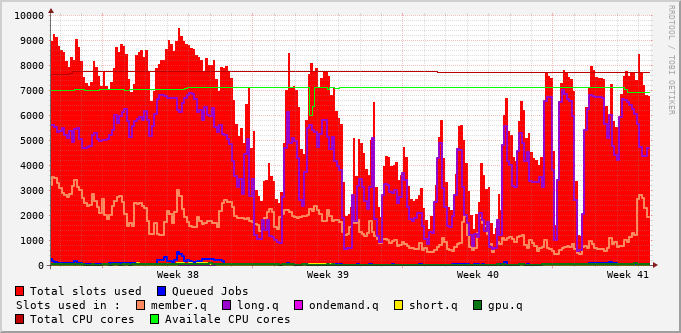 RRDTOOL / TOBI OETIKER
10000
9000
8000
7000
6000
5000
4000
3000
2000
1000
0
Week 38 Week 39 Week 40 Week 41
Total slots used Queued Jobs
Slots used in : member.q long.q ondemand.q short.q gpu.q
Total CPU cores Availale CPU cores